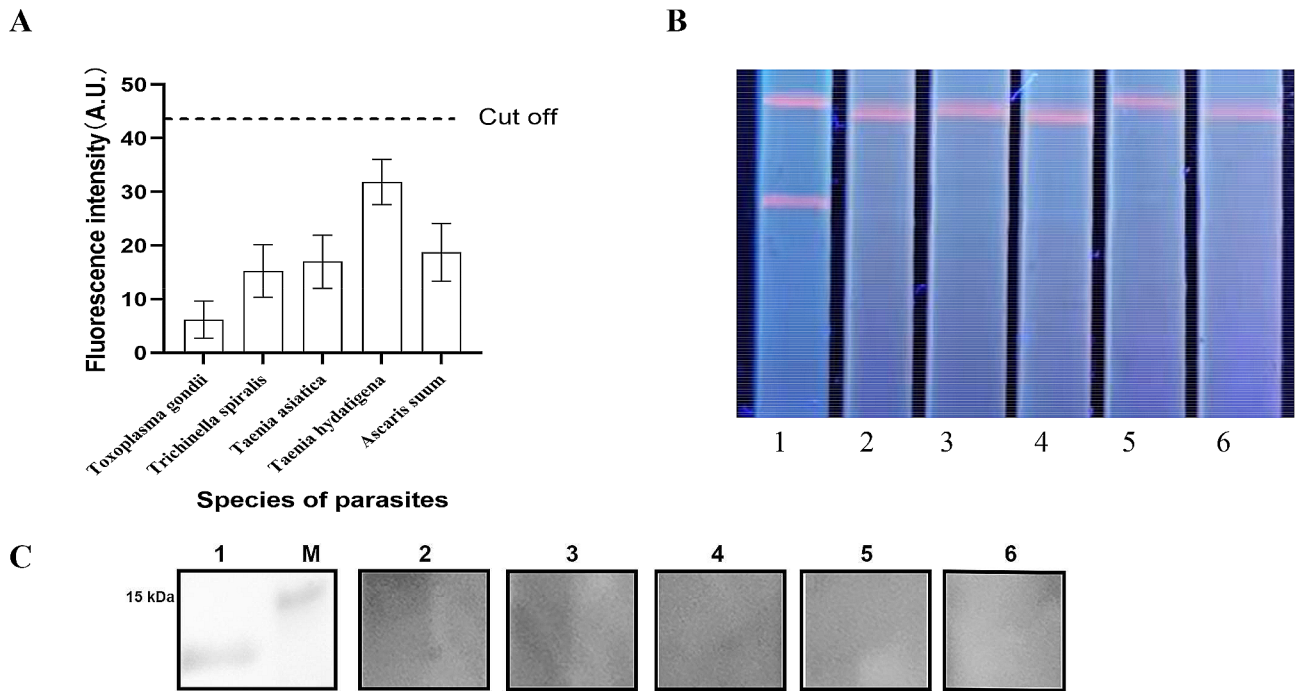 A
B
50
40
30
20
10
0
Fluorescence intensity(A.U.)
Cut off
Toxoplasma gondii
Trichinella spiralis
Taenia asiatica
Taenia hydatigena
Ascaris suum
Species of parasites
1 2 3 4 5 6
C
1 M 2 3 4 5 6
15 kDa